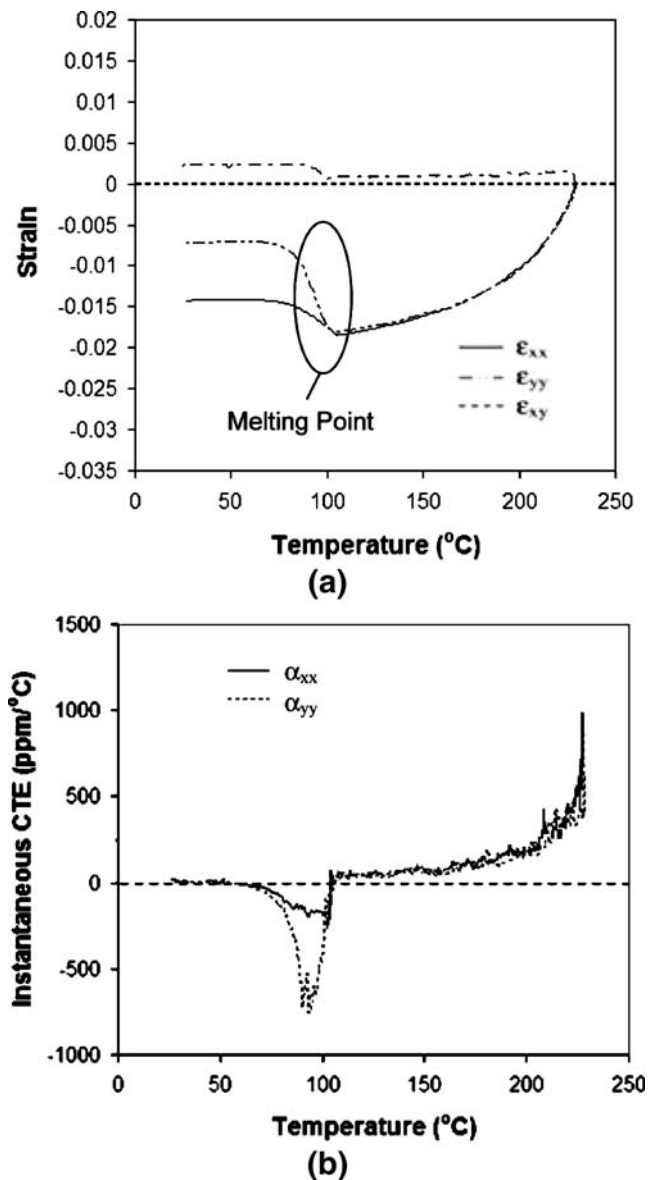 0.02
0.015
0.01
0.005
0
-0.005
-0.01
-0.015
-0.02
-0.025
-0.03
-0.035
Strain
Melting Point
εxx
εyy
εxy
0 50 100 150 200 250
Temperature (°C)
(a)
1500
1000
500
0
-500
-1000
Instantaneous CTE (ppm/°C)
αxx
αyy
0 50 100 150 200 250
Temperature (°C)
(b)